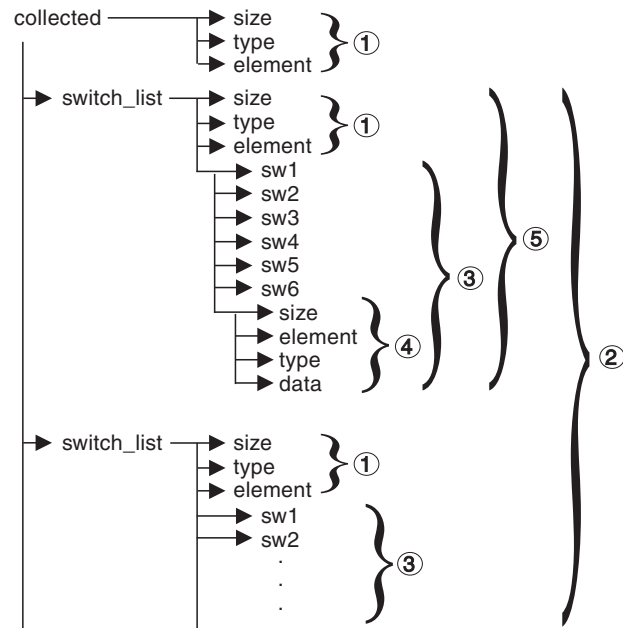 collected
size
type
element
①
switch_list
size
type
element
①
sw1
sw2
sw3
sw4
sw5
sw6
size
element
type
data
④
③
⑤
②
switch_list
size
type
element
①
sw1
sw2
.
.
.
③